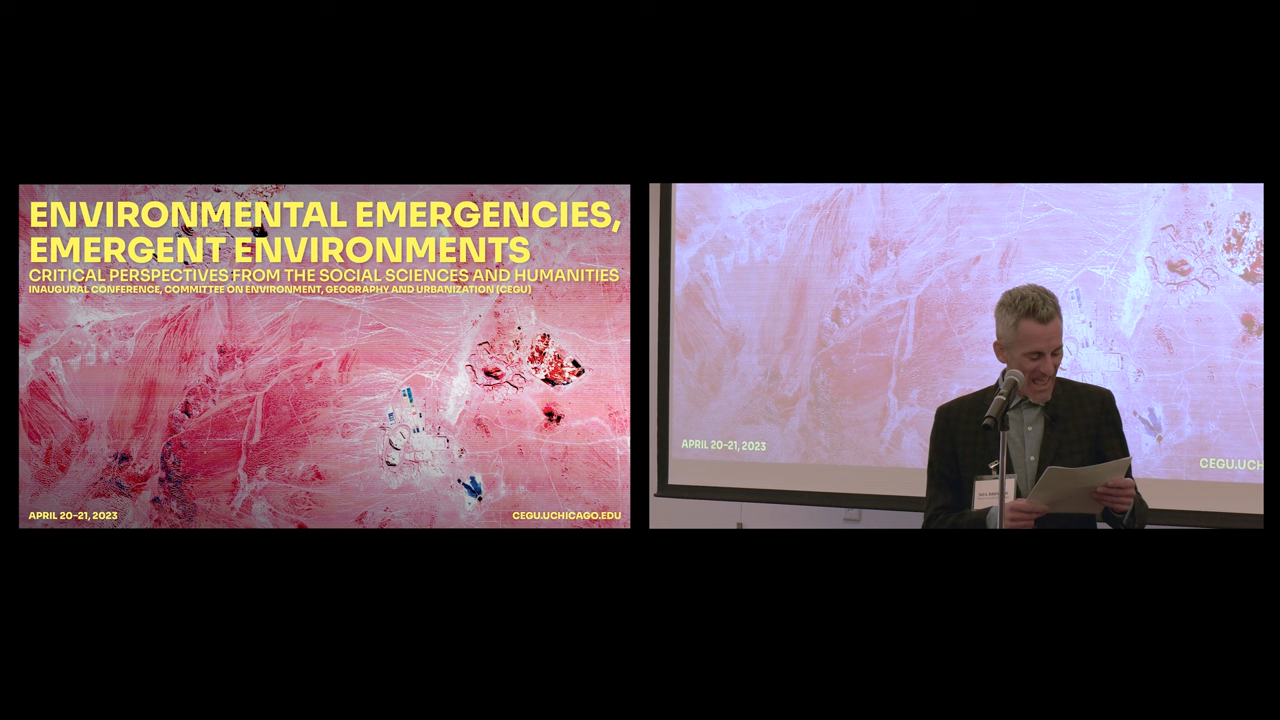 ENVIRONMENTAL EMERGENCIES,
EMERGENT ENVIRONMENTS
CRITICAL PERSPECTIVES FROM THE SOCIAL SCIENCES AND HUMANITIES
INAUGURAL CONFERENCE, COMMITTEE ON ENVIRONMENT, GEOGRAPHY AND URBANIZATION (CEGU)
APRIL 20-21, 2023
CEGU.UCHICAGO.EDU
APRIL 20-21, 2023
CEGU.UCH